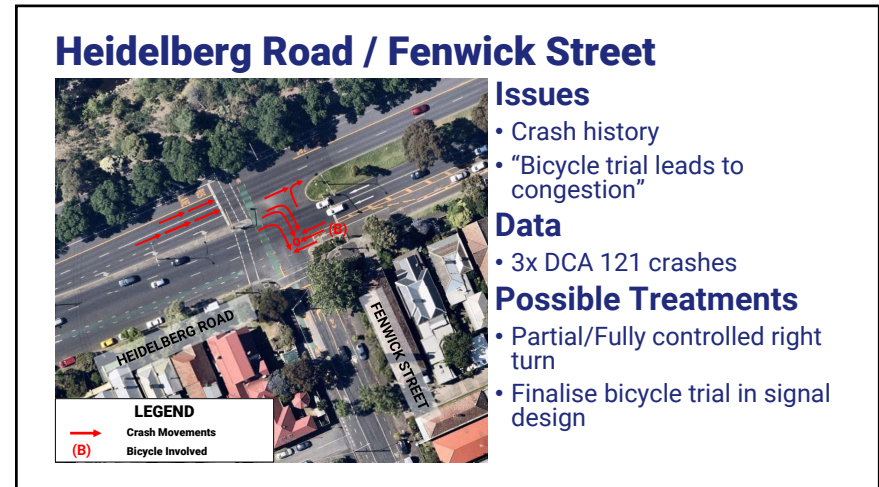 Heidelberg Road / Fenwick Street
Issues
• Crash history
• “Bicycle trial leads to
congestion”
Data
• 3x DCA 121 crashes
Possible Treatments
• Partial/Fully controlled right
turn
• Finalise bicycle trial in signal
design
(B)
HEIDELBERG ROAD
FENWICK STREET
LEGEND
Crash Movements
(B) Bicycle Involved